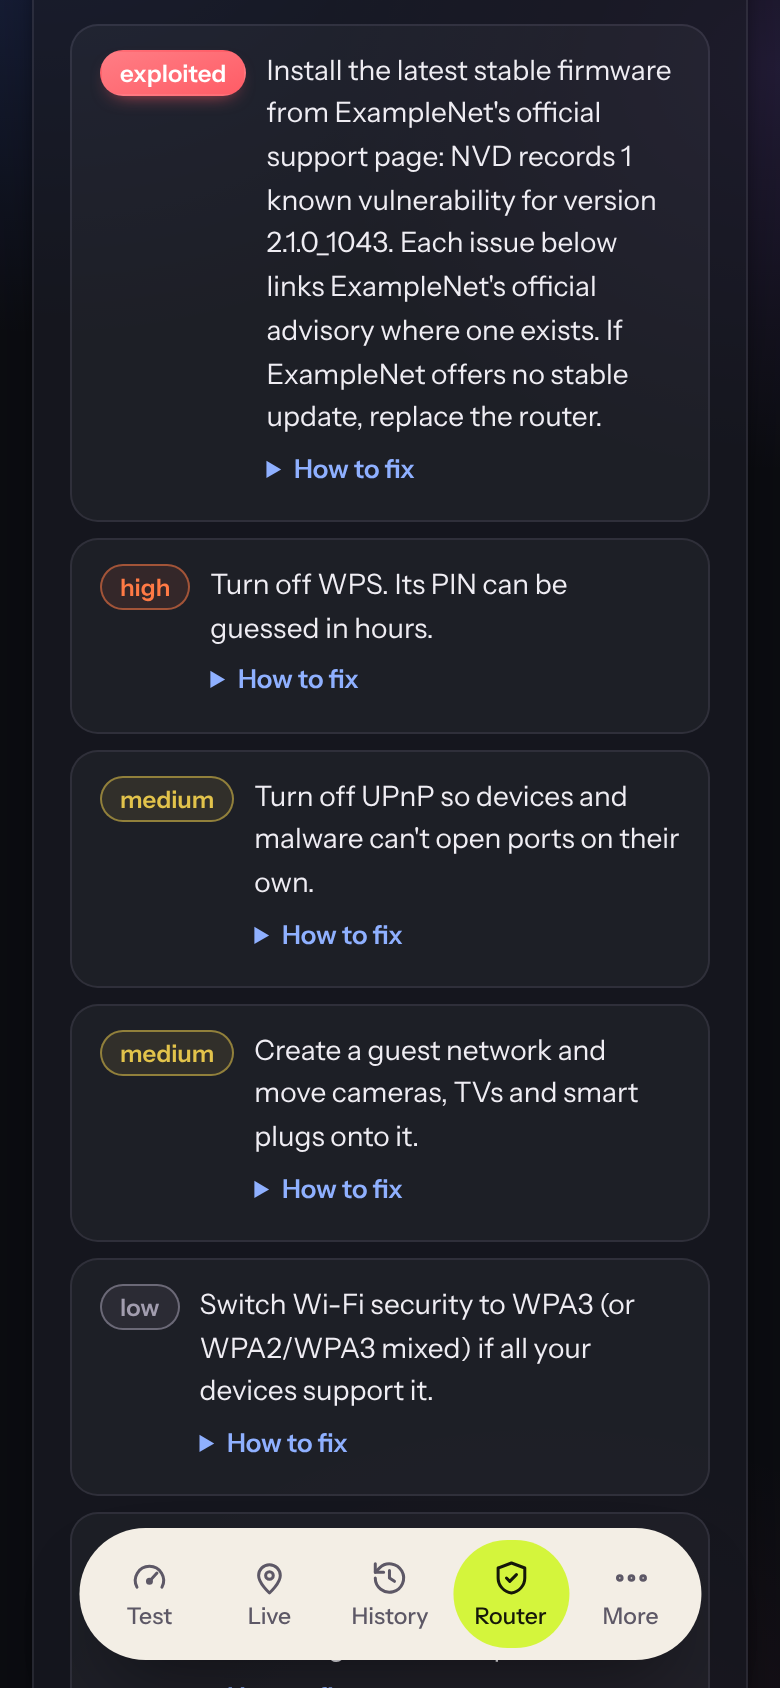 exploited
Install the latest stable firmware
from ExampleNet's official
support page: NVD records 1
known vulnerability for version
2.1.0_1043. Each issue below
links ExampleNet's official
advisory where one exists. If
ExampleNet offers no stable
update, replace the router.
How to fix
high
Turn off WPS. Its PIN can be
guessed in hours.
How to fix
medium
Turn off UPnP so devices and
malware can't open ports on their
own.
How to fix
medium
Create a guest network and
move cameras, TVs and smart
plugs onto it.
How to fix
low
Switch Wi-Fi security to WPA3 (or
WPA2/WPA3 mixed) if all your
devices support it.
How to fix
Test Live History Router More